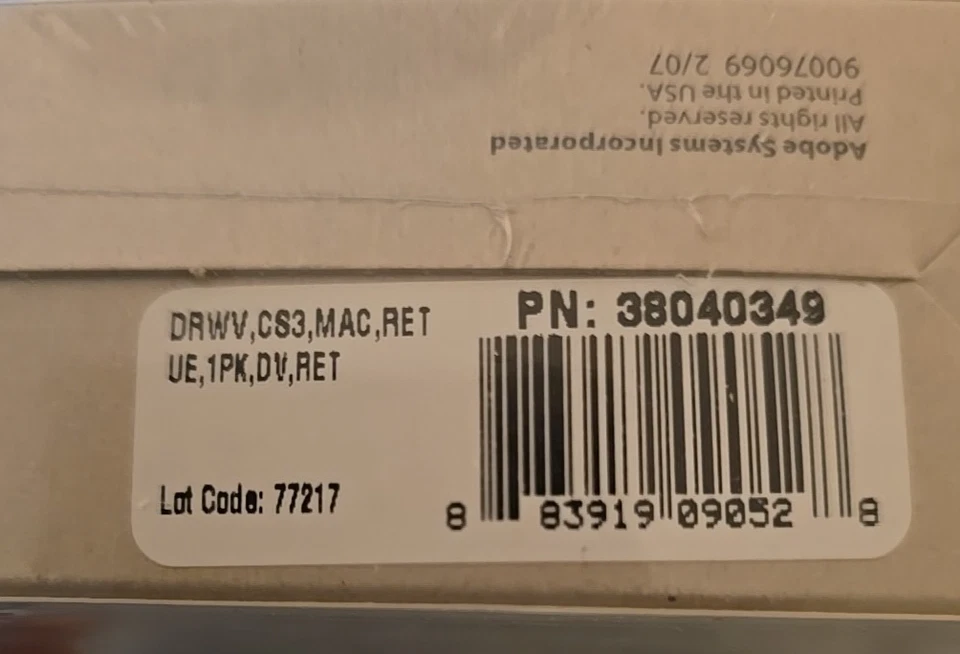 Adobe Systems Incorporated
All rights reserved.
Printed in the USA.
90076069 2/07
DRWV,CS3,MAC,RET
UE,1PK,DV,RET
Lot Code: 77217
PN: 38040349
8 83919 09052 8